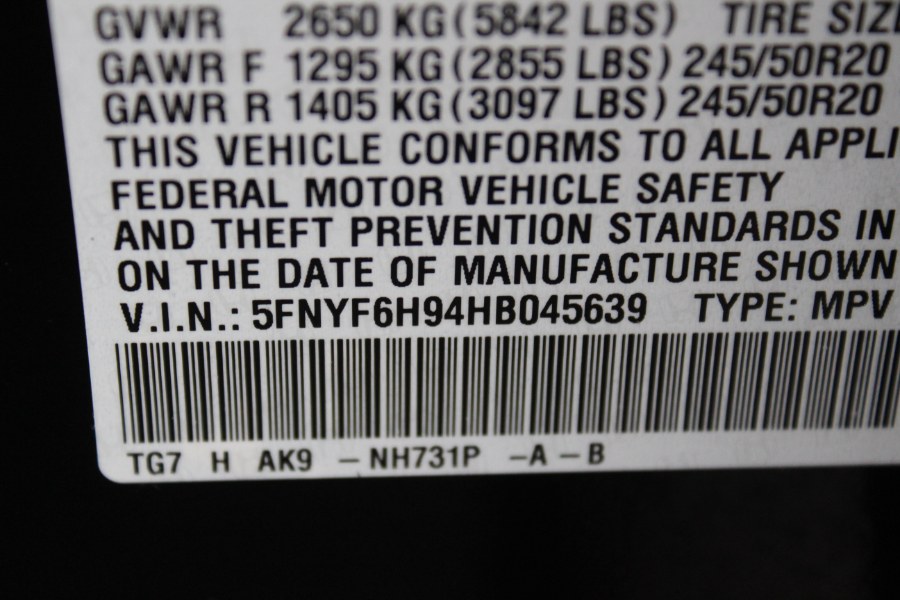 GVWR 2650 KG (5842 LBS) TIRE SIZE
GAWR F 1295 KG (2855 LBS) 245/50R20
GAWR R 1405 KG (3097 LBS) 245/50R20
THIS VEHICLE CONFORMS TO ALL APPLI
FEDERAL MOTOR VEHICLE SAFETY
AND THEFT PREVENTION STANDARDS IN
ON THE DATE OF MANUFACTURE SHOWN
V.I.N.: 5FNYF6H94HB045639 TYPE: MPV
TG7 H AK9 – NH731P –A – B